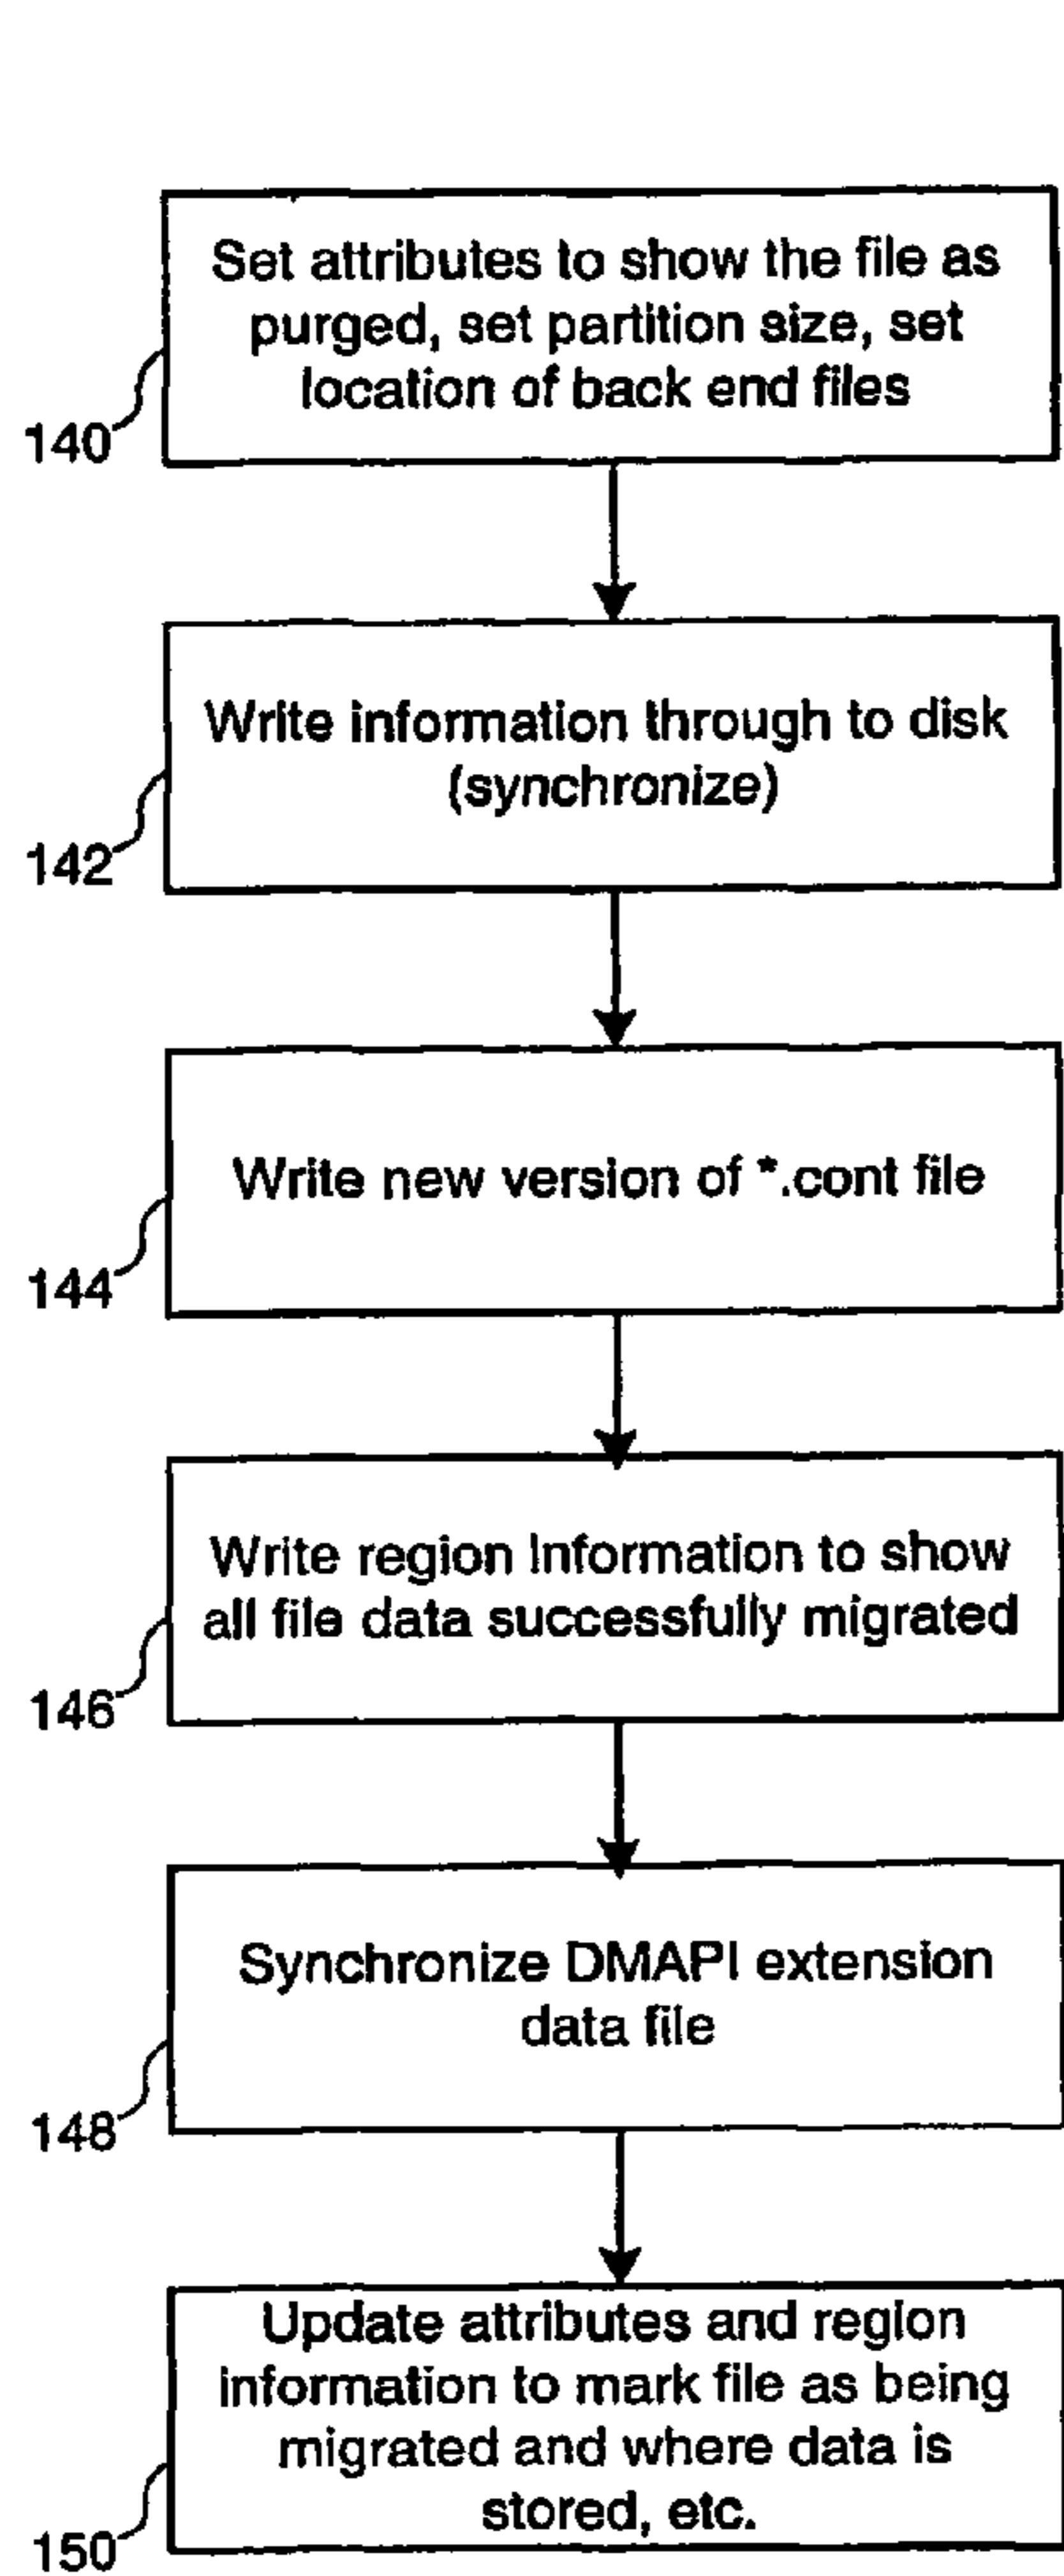 Set attributes to show the file as
purged, set partition size, set
location of back end files
140
Write information through to disk
(synchronize)
142
Write new version of *.cont file
144
Write region Information to show
all file data successfully migrated
146
Synchronize DMAPI extension
data file
148
Update attributes and region
information to mark file as being
migrated and where data is
stored, etc.
150